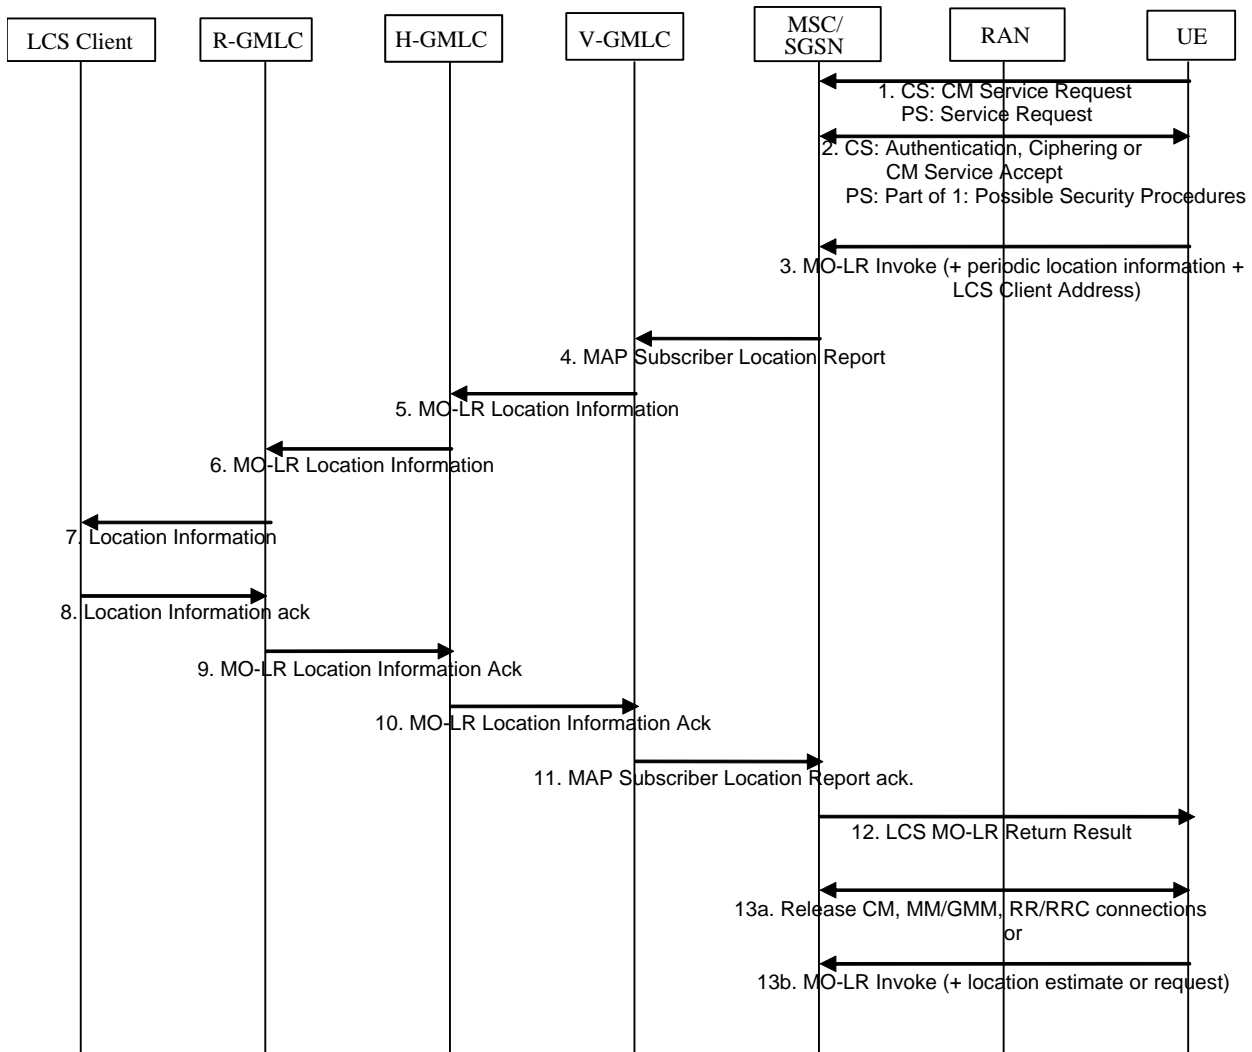 LCS Client
R-GMLC
H-GMLC
V-GMLC
MSC/
SGSN
RAN
UE
1. CS: CM Service Request
PS: Service Request
2. CS: Authentication, Ciphering or
CM Service Accept
PS: Part of 1: Possible Security Procedures
3. MO-LR Invoke (+ periodic location information +
LCS Client Address)
4. MAP Subscriber Location Report
5. MO-LR Location Information
6. MO-LR Location Information
7. Location Information
8. Location Information ack
9. MO-LR Location Information Ack
10. MO-LR Location Information Ack
11. MAP Subscriber Location Report ack.
12. LCS MO-LR Return Result
13a. Release CM, MM/GMM, RR/RRC connections
or
13b. MO-LR Invoke (+ location estimate or request)